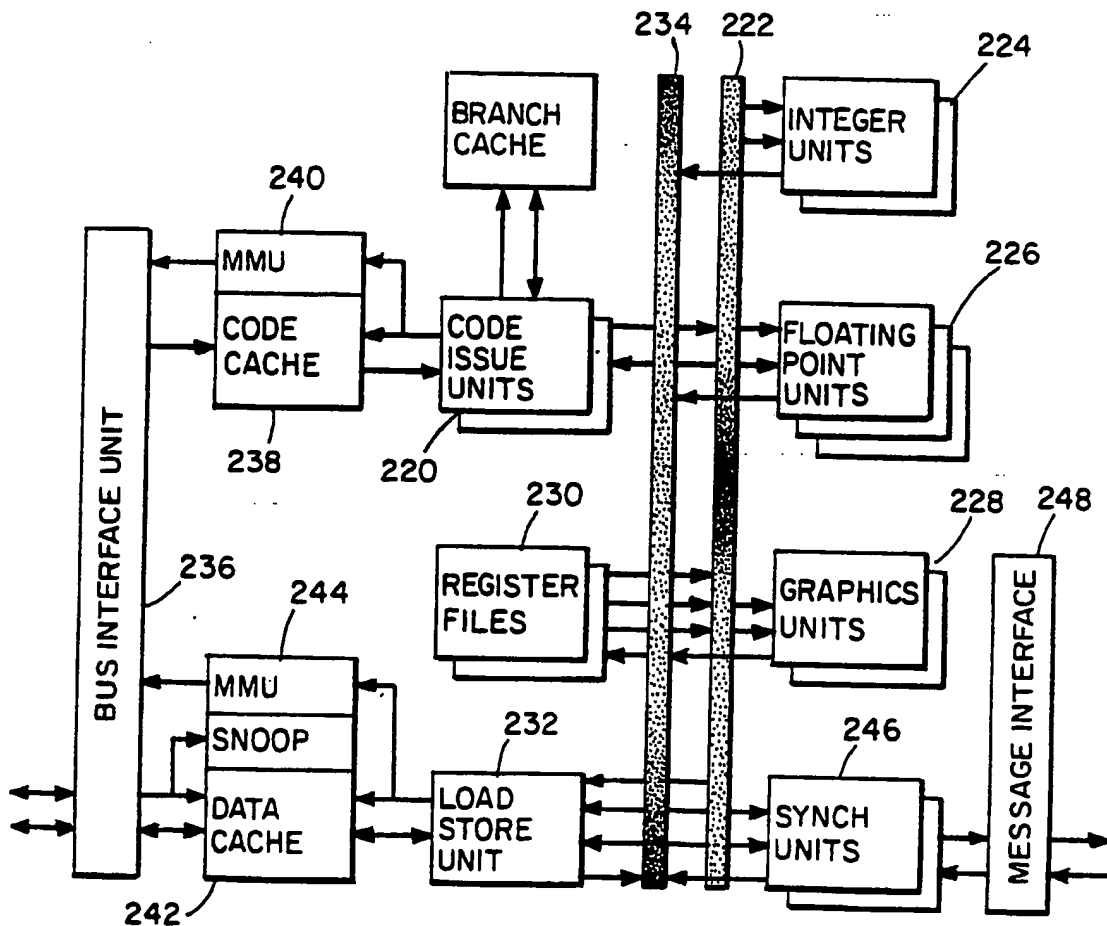 234
222
224
BRANCH
CACHE
INTEGER
UNITS
240
MMU
CODE
CACHE
238
CODE
ISSUE
UNITS
220
226
FLOATING
POINT
UNITS
BUS INTERFACE UNIT
236
230
REGISTER
FILES
228
GRAPHICS
UNITS
248
MESSAGE INTERFACE
244
MMU
SNOOP
DATA
CACHE
242
232
LOAD
STORE
UNIT
246
SYNCH
UNITS